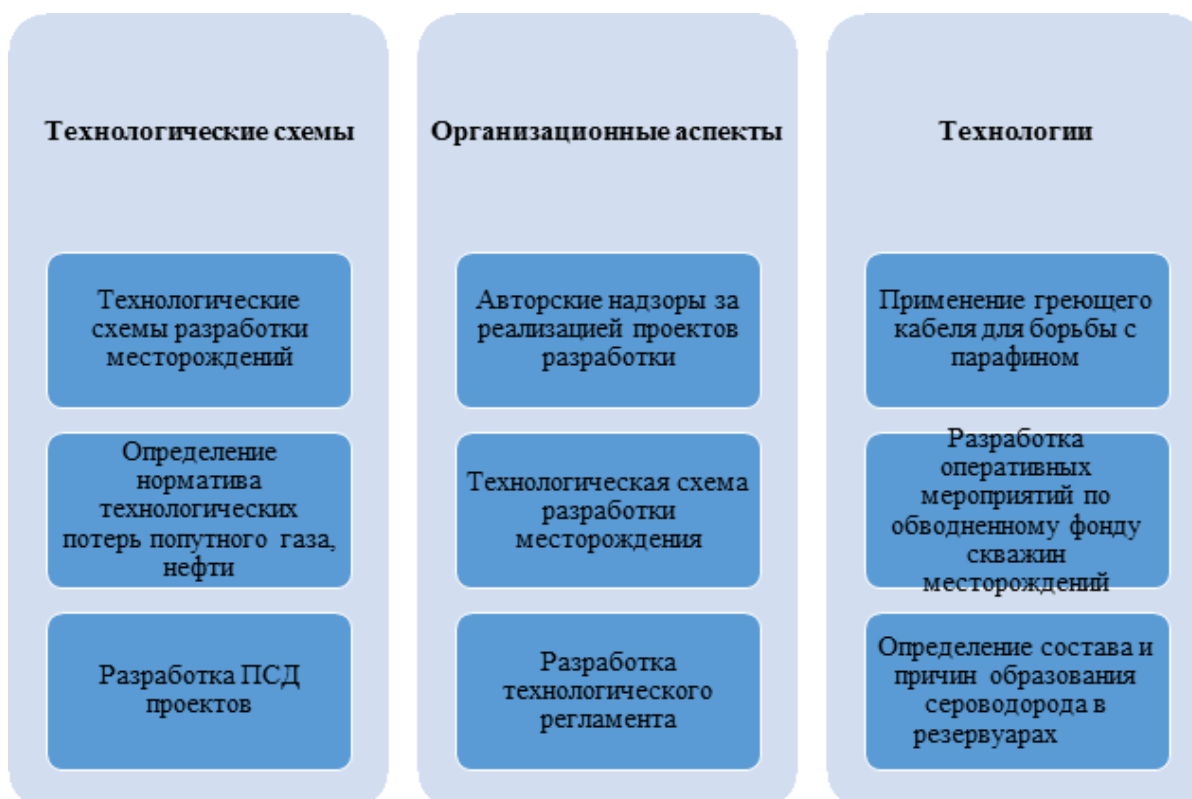 Технологические схемы
Технологические
схемы разработки
месторождений
Определение
норматива
технологических
потерь попутного газа,
нефти
Разработка ПСД
проектов
Организационные аспекты
Авторские надзоры за
реализацией проектов
разработки
Технологическая схема
разработки
месторождения
Разработка
технологического
регламента
Технологии
Применение греющего
кабеля для борьбы с
парафином
Разработка
оперативных
мероприятий по
обводненному фонду
скважин
месторождений
Определение состава и
причин образования
сероводорода в
резервуарах